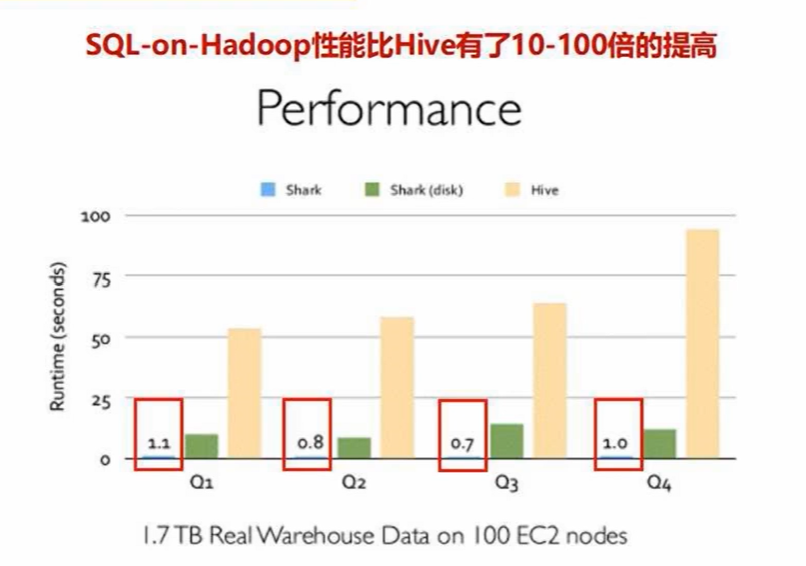 SQL-on-Hadoop性能比Hive有了10-100倍的提高
Performance
Shark Shark (disk) Hive
Runtime (seconds)
100
75
50
25
0
1.1 0.8 0.7 1.0
Q1 Q2 Q3 Q4
1.7 TB Real Warehouse Data on 100 EC2 nodes